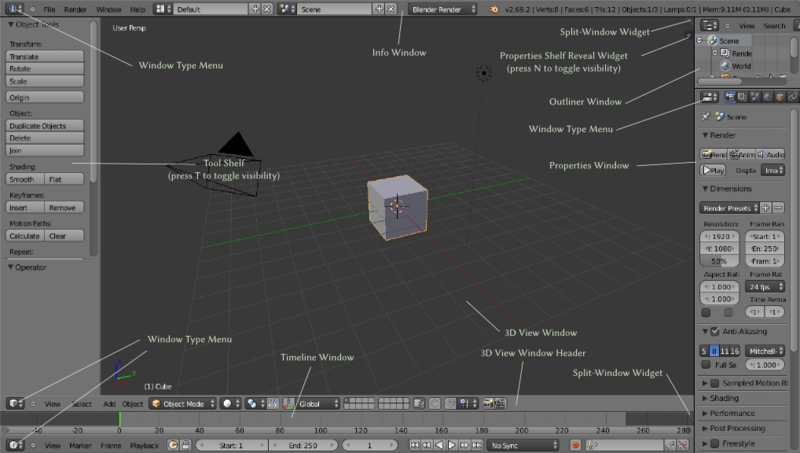 File Render Window Help Default Scene Blender Render v2.69.2 | Verts:8 | Faces:6 | Tris:12 | Objects:1/3 | Lamps:0/1 | Mem:9.11M (0.11M) | Cube
Object Tools
Transform:
Translate
Rotate
Scale
Origin
Object:
Duplicate Objects
Delete
Join
Shading:
Smooth Flat
Keyframes:
Insert Remove
Motion Paths:
Calculate Clear
Repeat:
Operator
User Persp
Window Type Menu
Info Window
Split-Window Widget
Properties Shelf Reveal Widget
(press N to toggle visibility)
Outliner Window
Window Type Menu
Properties Window
Tool Shelf
(press T to toggle visibility)
3D View Window
3D View Window Header
Timeline Window
Window Type Menu
Split-Window Widget
(1) Cube
View Search
Scene
Rende
World
Scene
Render
Rend Anim Audio
Play Displa Ima
Dimensions
Render Presets
Resolution: Frame Ran
X: 1920 Start: 1
Y: 1080 En: 250
50% Fram: 1
Aspect Rat: Frame Rat
X: 1.000 24 fps
Y: 1.000 Time Rema
Anti-Aliasing
5 8 11 16 Mitchell-
Full Sa 1.000
Sampled Motion Bl
Shading
Performance
Post Processing
Freestyle
View Select Add Object Object Mode Global
-40 -20 0 20 40 60 80 100 120 140 160 180 200 220 240 260 280
View Marker Frame Playback Start: 1 End: 250 1 No Sync